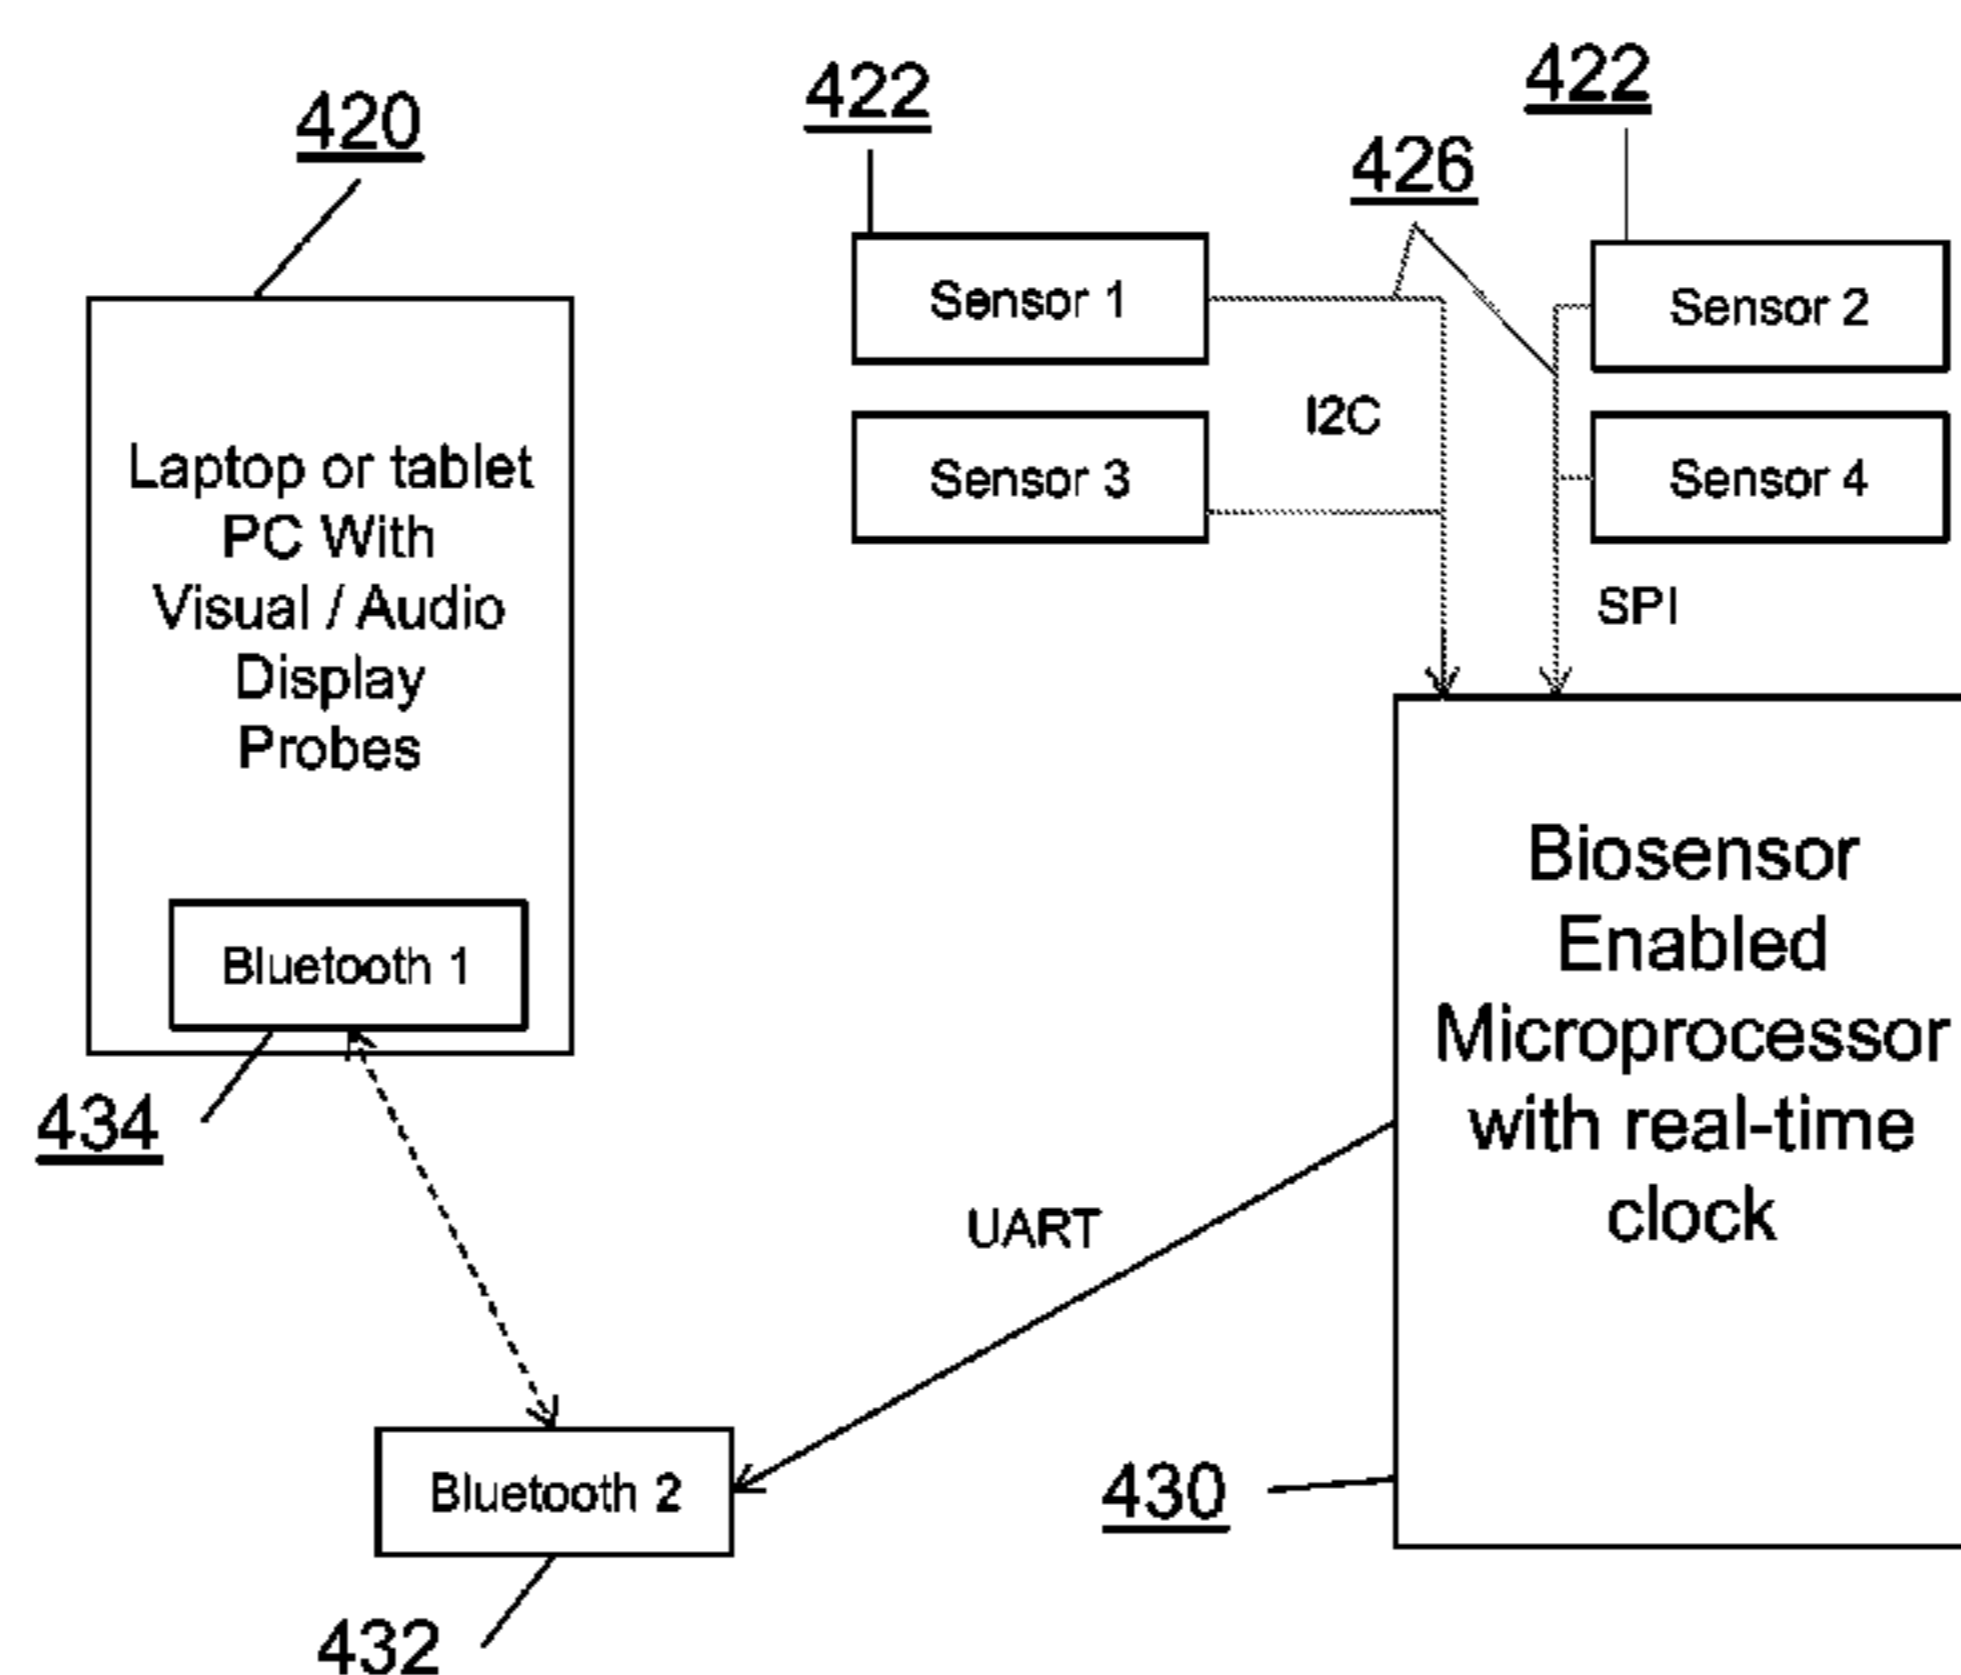 420
422
422
426
Sensor 1
Sensor 2
I2C
Sensor 3
Sensor 4
SPI
Laptop or tablet
PC With
Visual / Audio
Display
Probes
Bluetooth 1
434
Biosensor
Enabled
Microprocessor
with real-time
clock
UART
430
Bluetooth 2
432